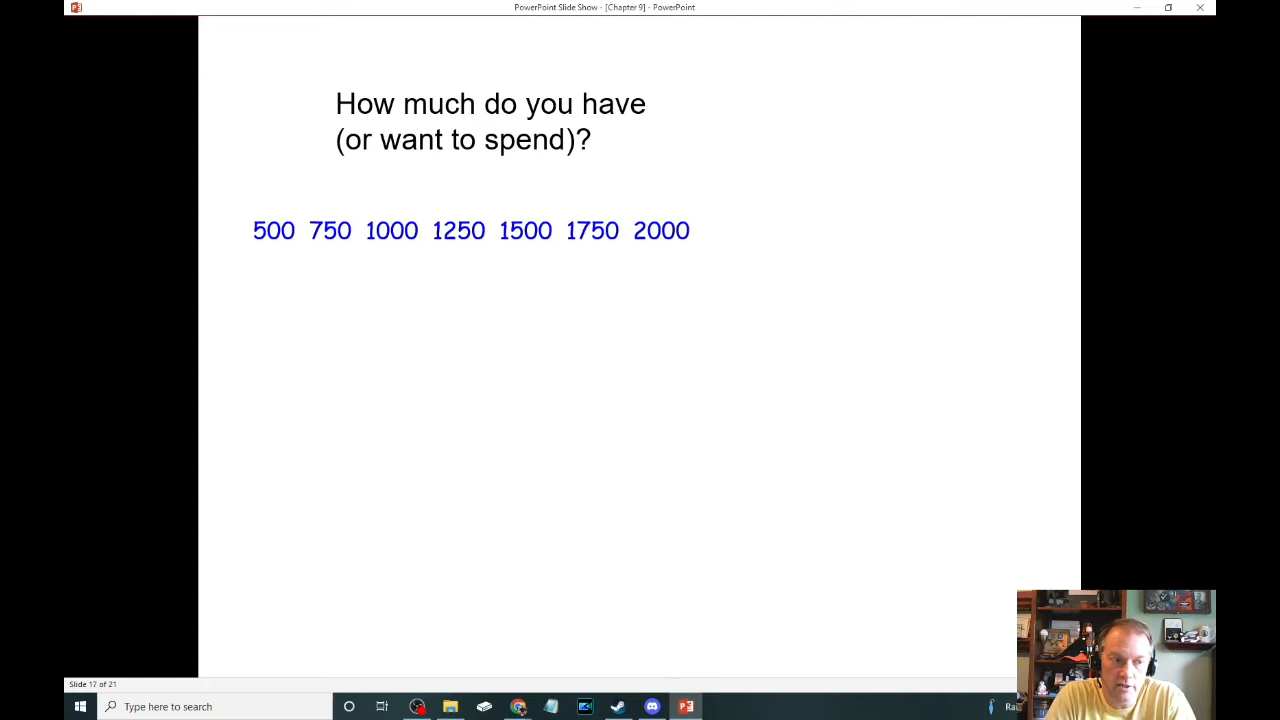 PowerPoint Slide Show - [Chapter 9] - PowerPoint
How much do you have
(or want to spend)?
500 750 1000 1250 1500 1750 2000
Slide 17 of 21
Type here to search